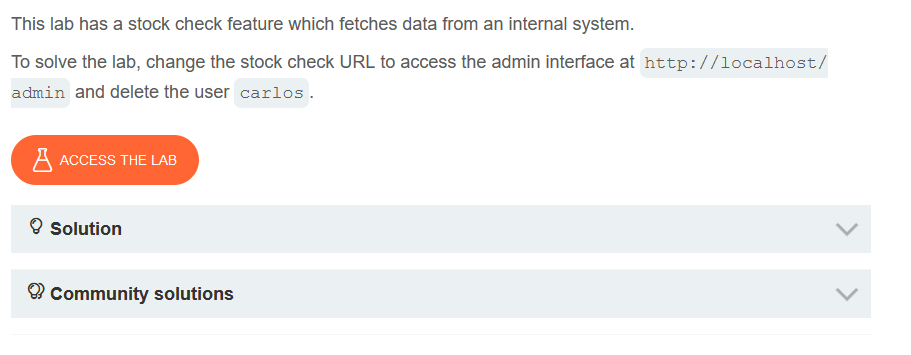 This lab has a stock check feature which fetches data from an internal system.
To solve the lab, change the stock check URL to access the admin interface at http://localhost/
admin and delete the user carlos .
ACCESS THE LAB
Solution
Community solutions